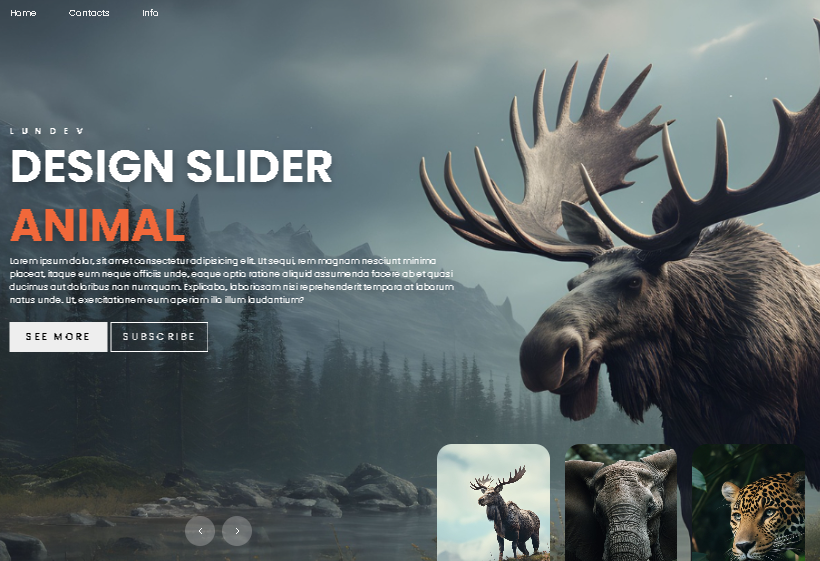 Home Contacts Info
LUNDEV
DESIGN SLIDER
ANIMAL
Lorem ipsum dolor, sit amet consectetur adipisicing elit. Ut sequi, rem magnam nesciunt minima
placeat, itaque eum neque officiis unde, eaque optio ratione aliquid assumenda facere ab et quasi
ducimus aut doloribus non numquam. Explicabo, laboriosam nisi reprehenderit tempora at laborum
natus unde. Ut, exercitationem eum aperiam illo illum laudantium?
SEE MORE SUBSCRIBE